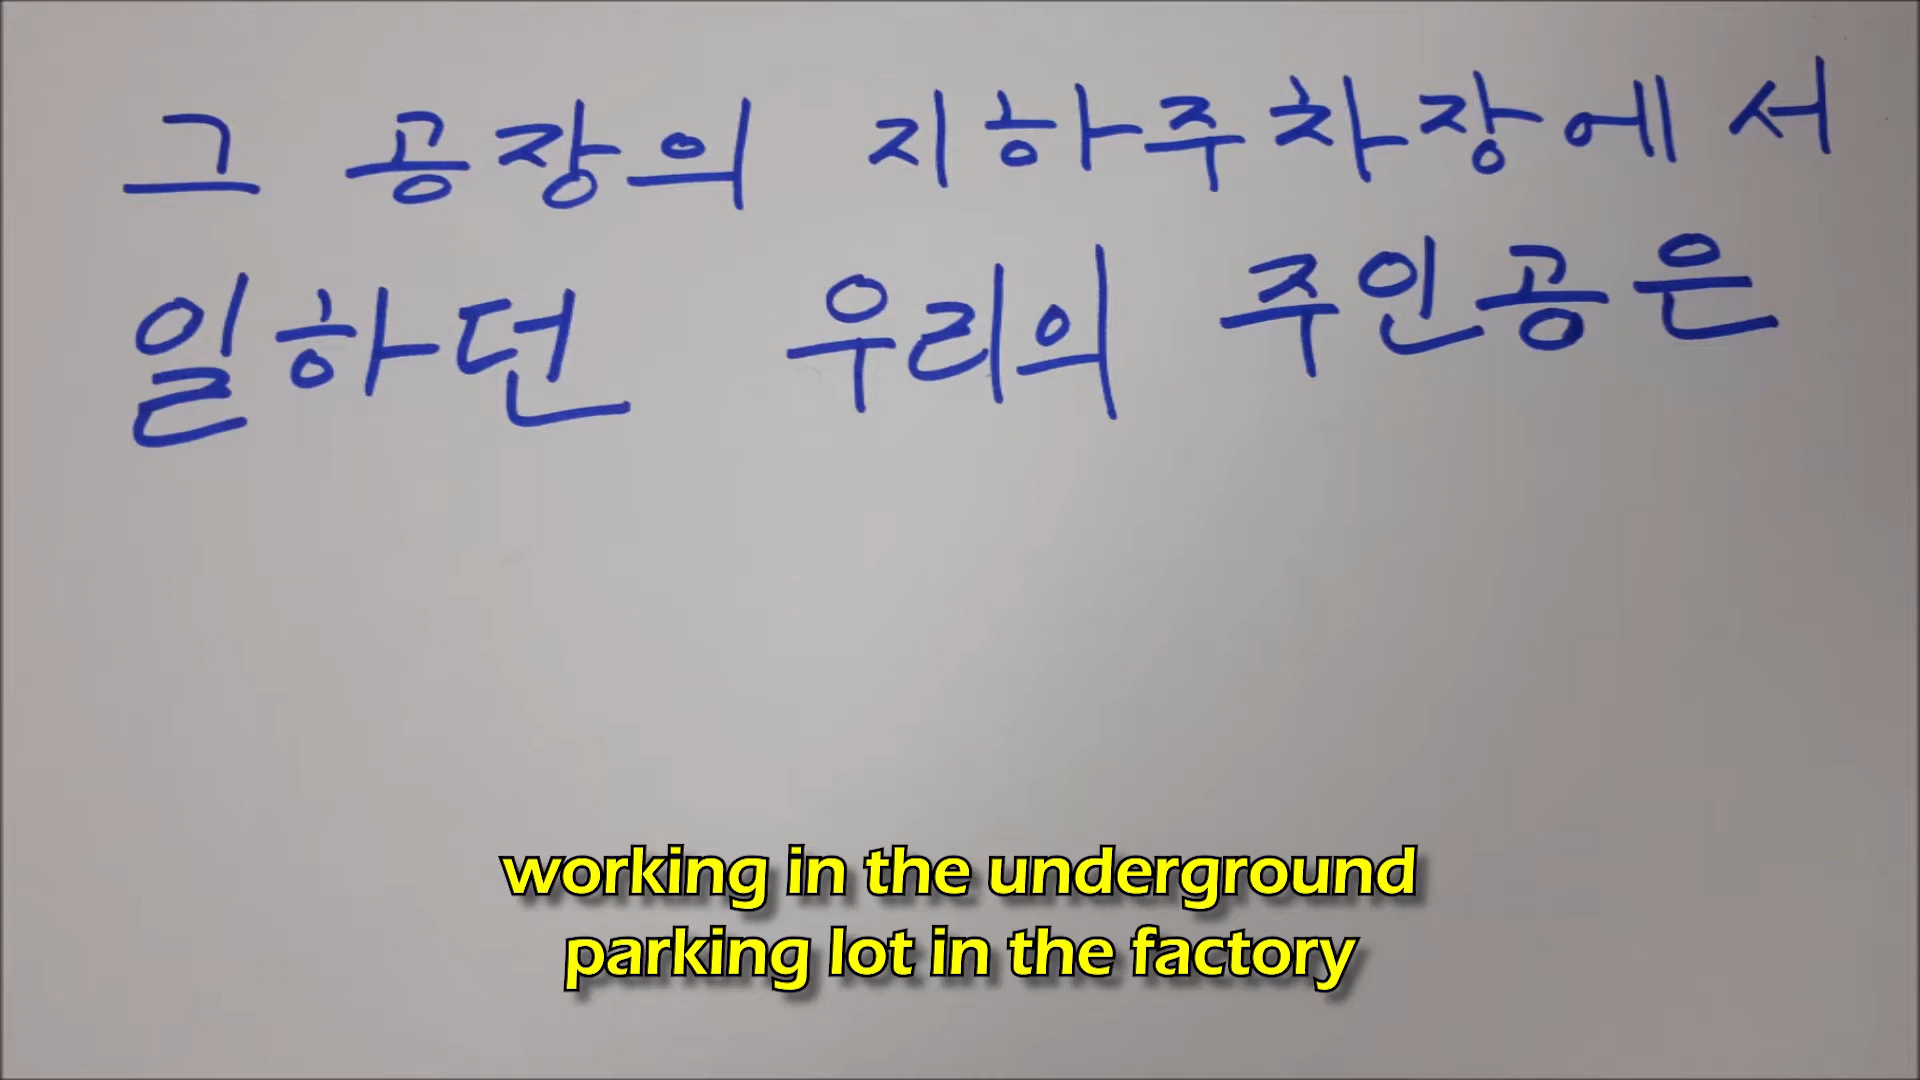 그 공장의 지하주차장에서
일하던 우리의 주인공은
working in the underground
parking lot in the factory